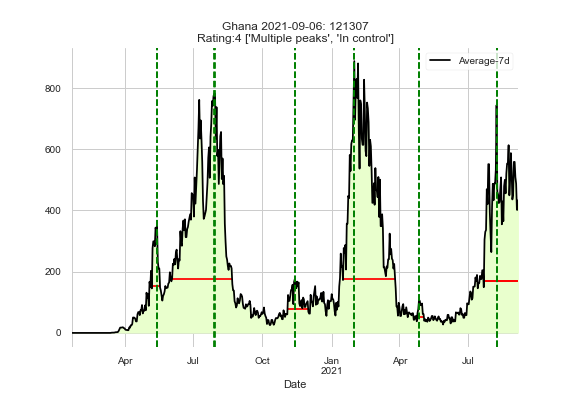 Ghana 2021-09-06: 121307
Rating:4 ['Multiple peaks', 'In control']
Average-7d
800
600
400
200
0
Apr
Jul
Oct
Jan
2021
Apr
Jul
Date